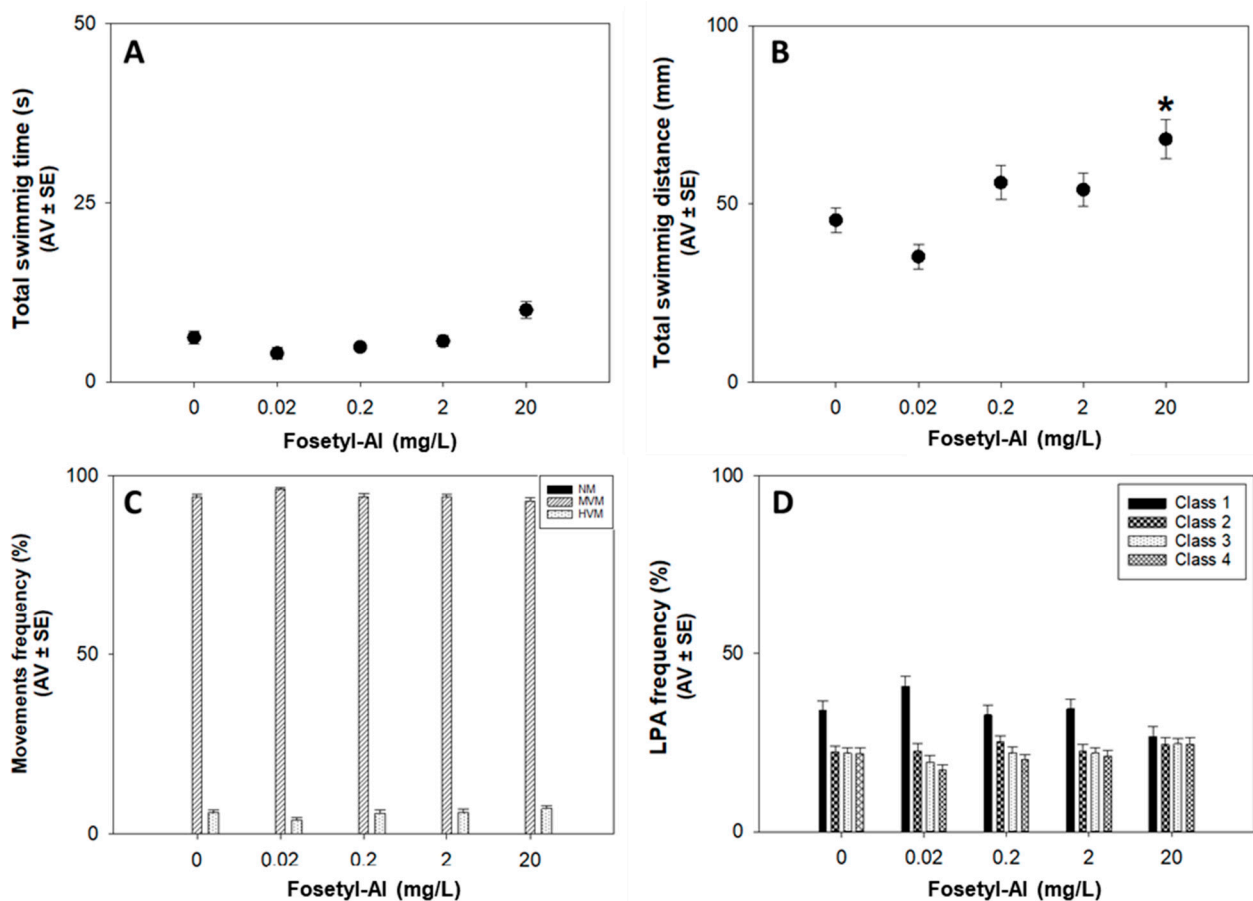 A
50
25
0
Total swimmig time (s)
(AV ± SE)
0 0.02 0.2 2 20
Fosetyl-Al (mg/L)
B
100
50
0
Total swimmig distance (mm)
(AV ± SE)
*
0 0.02 0.2 2 20
Fosetyl-Al (mg/L)
C
100
50
0
Movements frequency (%)
(AV ± SE)
NM
MVM
HVM
0 0.02 0.2 2 20
Fosetyl-Al (mg/L)
D
100
50
0
LPA frequency (%)
(AV ± SE)
Class 1
Class 2
Class 3
Class 4
0 0.02 0.2 2 20
Fosetyl-Al (mg/L)